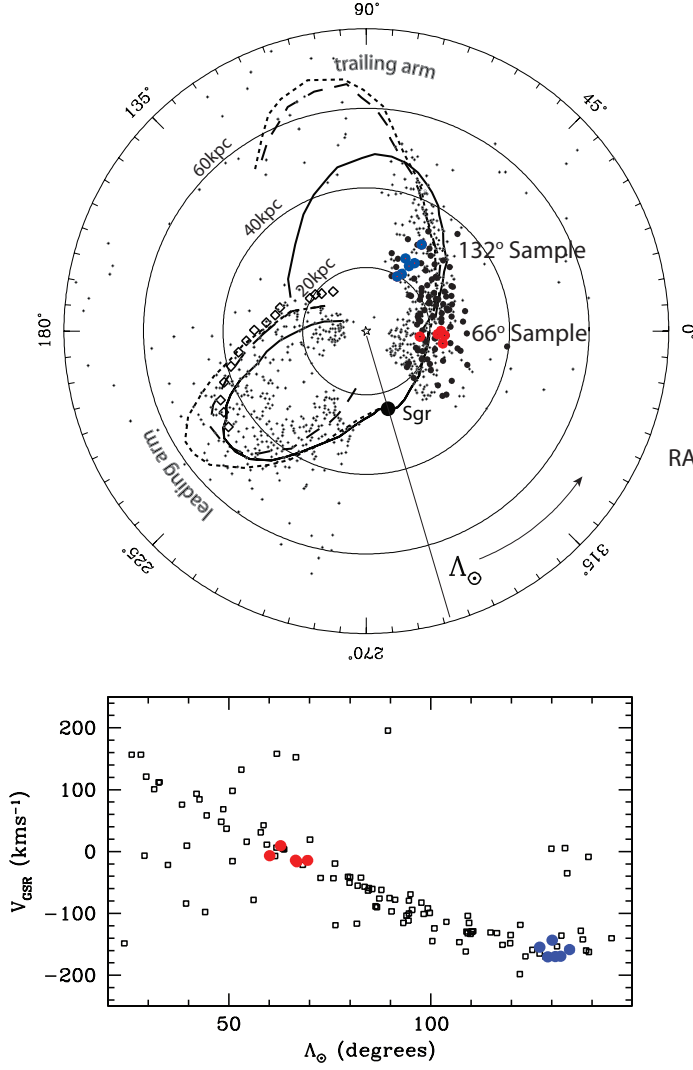 90°
trailing arm
135°
45°
60kpc
40kpc
132° Sample
20kpc
180°
66° Sample
0°
Sgr
RA
leading arm
Λ⊙
225°
315°
270°
200
100
0
−100
−200
V_GSR (kms⁻¹)
50
100
Λ⊙ (degrees)